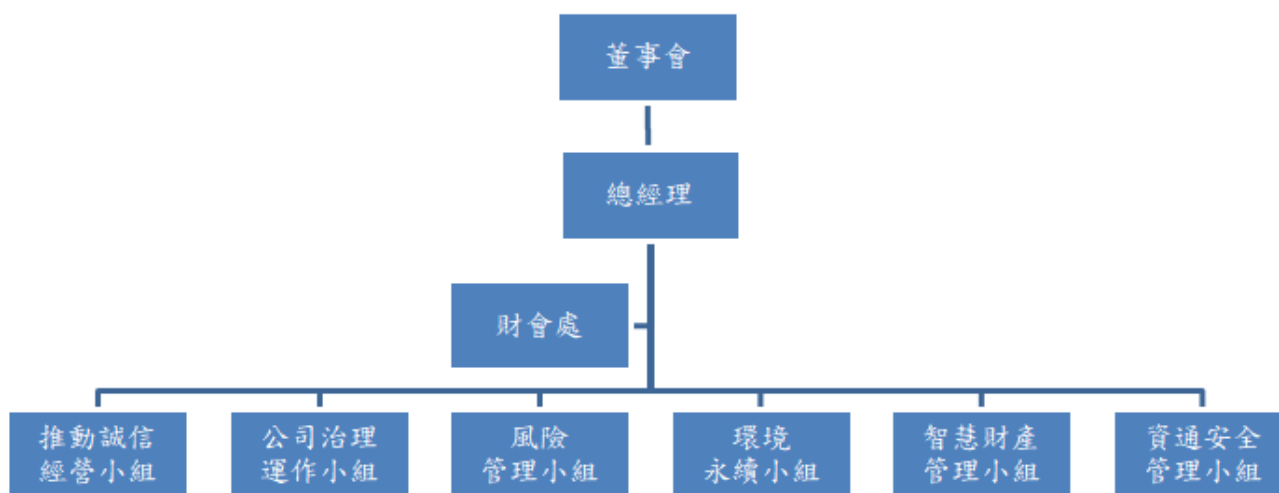 董事會
總經理
財會處
推動誠信
經營小組
公司治理
運作小組
風險
管理小組
環境
永續小組
智慧財產
管理小組
資通安全
管理小組